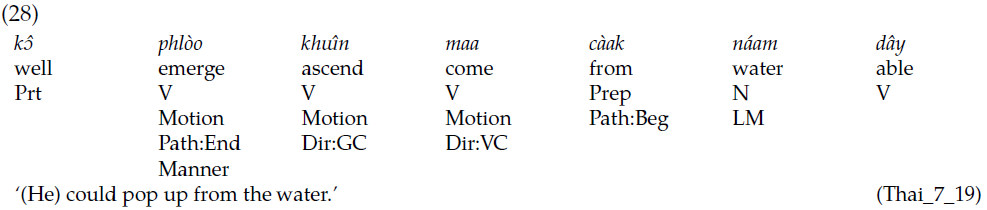 (28)
kɔ̂ phlòo khuîn maa càak náam dây
well emerge ascend come from water able
Prt V V V Prep N V
Motion Motion Motion Path:Beg LM
Path:End Dir:GC Dir:VC
Manner
‘(He) could pop up from the water.’ (Thai_7_19)